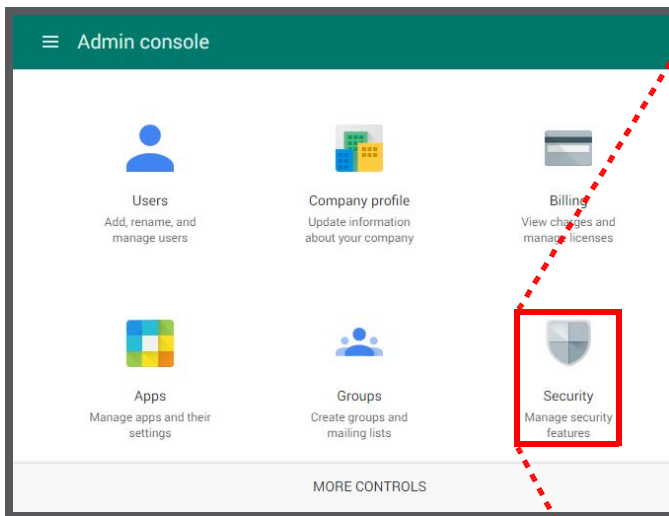 Admin console
Users
Add, rename, and
manage users
Company profile
Update information
about your company
Billing
View charges and
manage licenses
Apps
Manage apps and their
settings
Groups
Create groups and
mailing lists
Security
Manage security
features
MORE CONTROLS